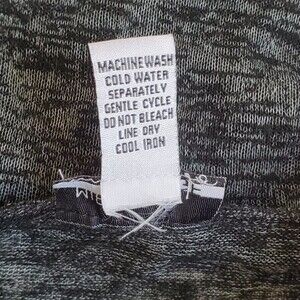 MACHINE WASH
COLD WATER
SEPARATELY
GENTLE CYCLE
DO NOT BLEACH
LINE DRY
COOL IRON